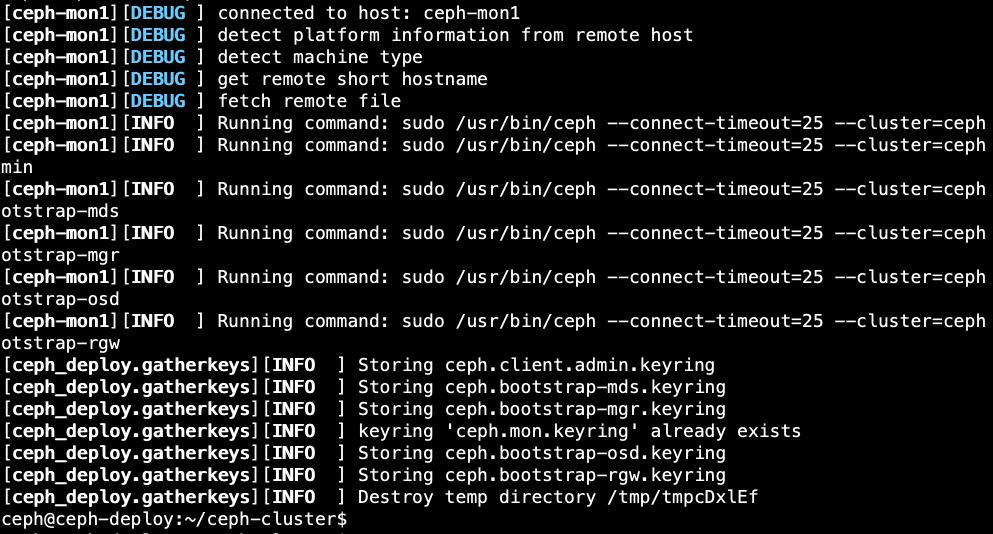 [ceph-mon1][DEBUG ] connected to host: ceph-mon1
[ceph-mon1][DEBUG ] detect platform information from remote host
[ceph-mon1][DEBUG ] detect machine type
[ceph-mon1][DEBUG ] get remote short hostname
[ceph-mon1][DEBUG ] fetch remote file
[ceph-mon1][INFO  ] Running command: sudo /usr/bin/ceph --connect-timeout=25 --cluster=ceph
[ceph-mon1][INFO  ] Running command: sudo /usr/bin/ceph --connect-timeout=25 --cluster=ceph
min
[ceph-mon1][INFO  ] Running command: sudo /usr/bin/ceph --connect-timeout=25 --cluster=ceph
otstrap-mds
[ceph-mon1][INFO  ] Running command: sudo /usr/bin/ceph --connect-timeout=25 --cluster=ceph
otstrap-mgr
[ceph-mon1][INFO  ] Running command: sudo /usr/bin/ceph --connect-timeout=25 --cluster=ceph
otstrap-osd
[ceph-mon1][INFO  ] Running command: sudo /usr/bin/ceph --connect-timeout=25 --cluster=ceph
otstrap-rgw
[ceph_deploy.gatherkeys][INFO  ] Storing ceph.client.admin.keyring
[ceph_deploy.gatherkeys][INFO  ] Storing ceph.bootstrap-mds.keyring
[ceph_deploy.gatherkeys][INFO  ] Storing ceph.bootstrap-mgr.keyring
[ceph_deploy.gatherkeys][INFO  ] keyring 'ceph.mon.keyring' already exists
[ceph_deploy.gatherkeys][INFO  ] Storing ceph.bootstrap-osd.keyring
[ceph_deploy.gatherkeys][INFO  ] Storing ceph.bootstrap-rgw.keyring
[ceph_deploy.gatherkeys][INFO  ] Destroy temp directory /tmp/tmpcDxlEf
ceph@ceph-deploy:~/ceph-cluster$